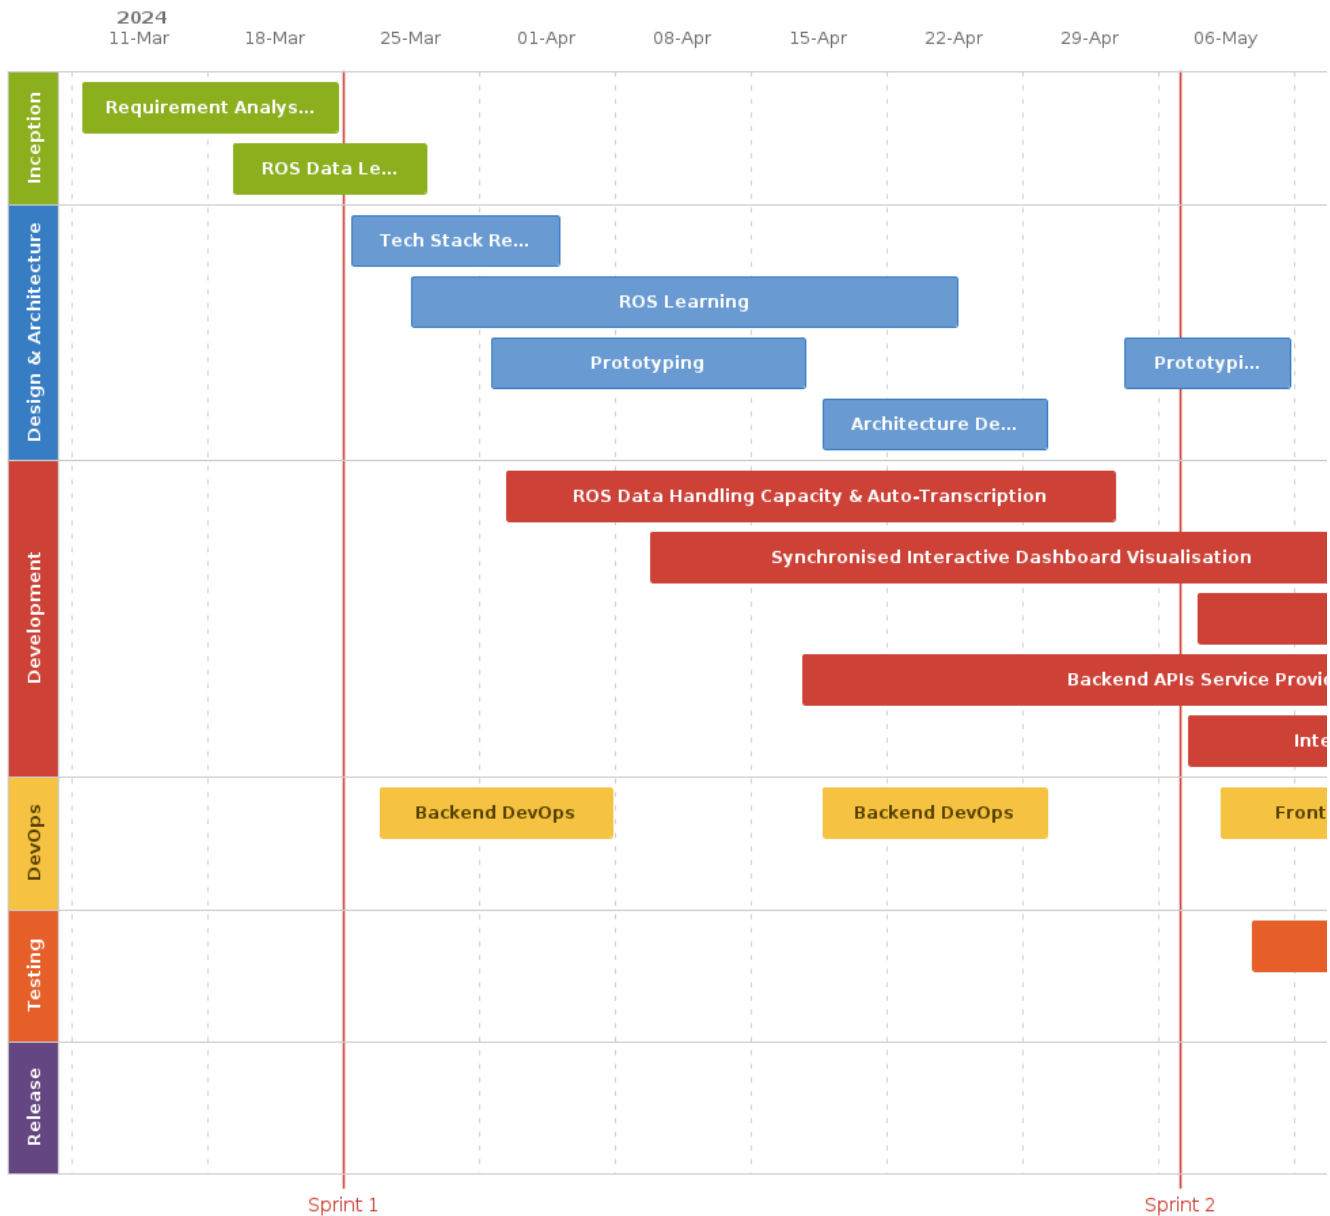 2024
11-Mar 18-Mar 25-Mar 01-Apr 08-Apr 15-Apr 22-Apr 29-Apr 06-May
Inception
Requirement Analys...
ROS Data Le...
Design & Architecture
Tech Stack Re...
ROS Learning
Prototyping Prototypi...
Architecture De...
Development
ROS Data Handling Capacity & Auto-Transcription
Synchronised Interactive Dashboard Visualisation
Backend APIs Service Provi
Inte
DevOps
Backend DevOps Backend DevOps Front
Testing
Release
Sprint 1 Sprint 2